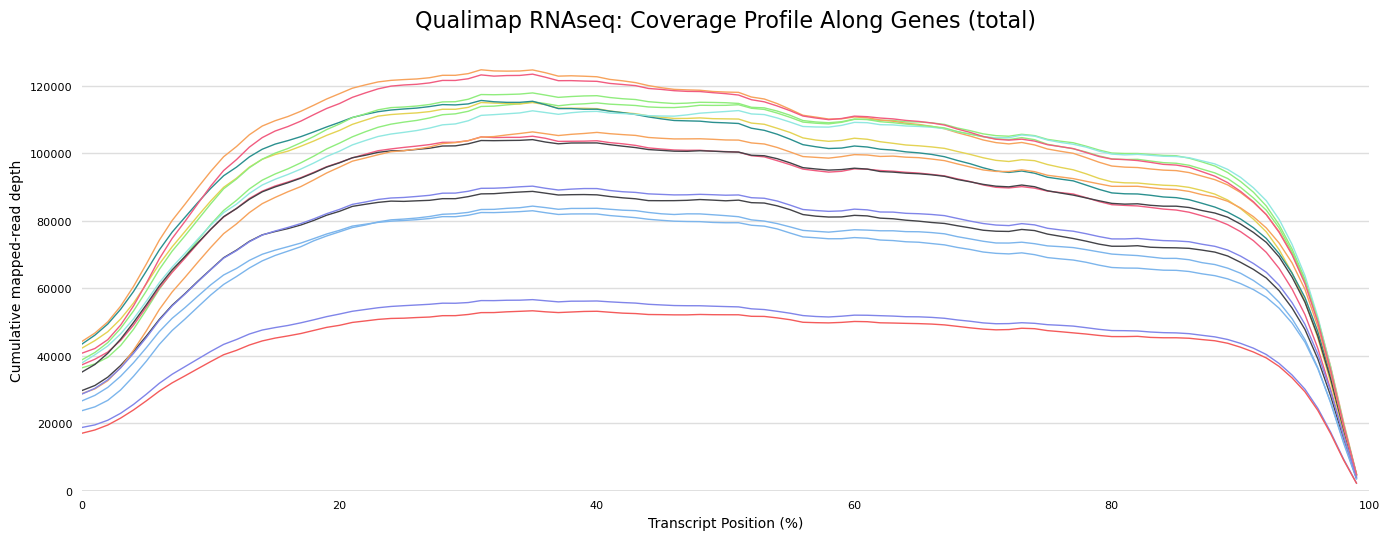 Qualimap RNAseq: Coverage Profile Along Genes (total)
Cumulative mapped-read depth
120000
100000
80000
60000
40000
20000
0
0 20 40 60 80 100
Transcript Position (%)